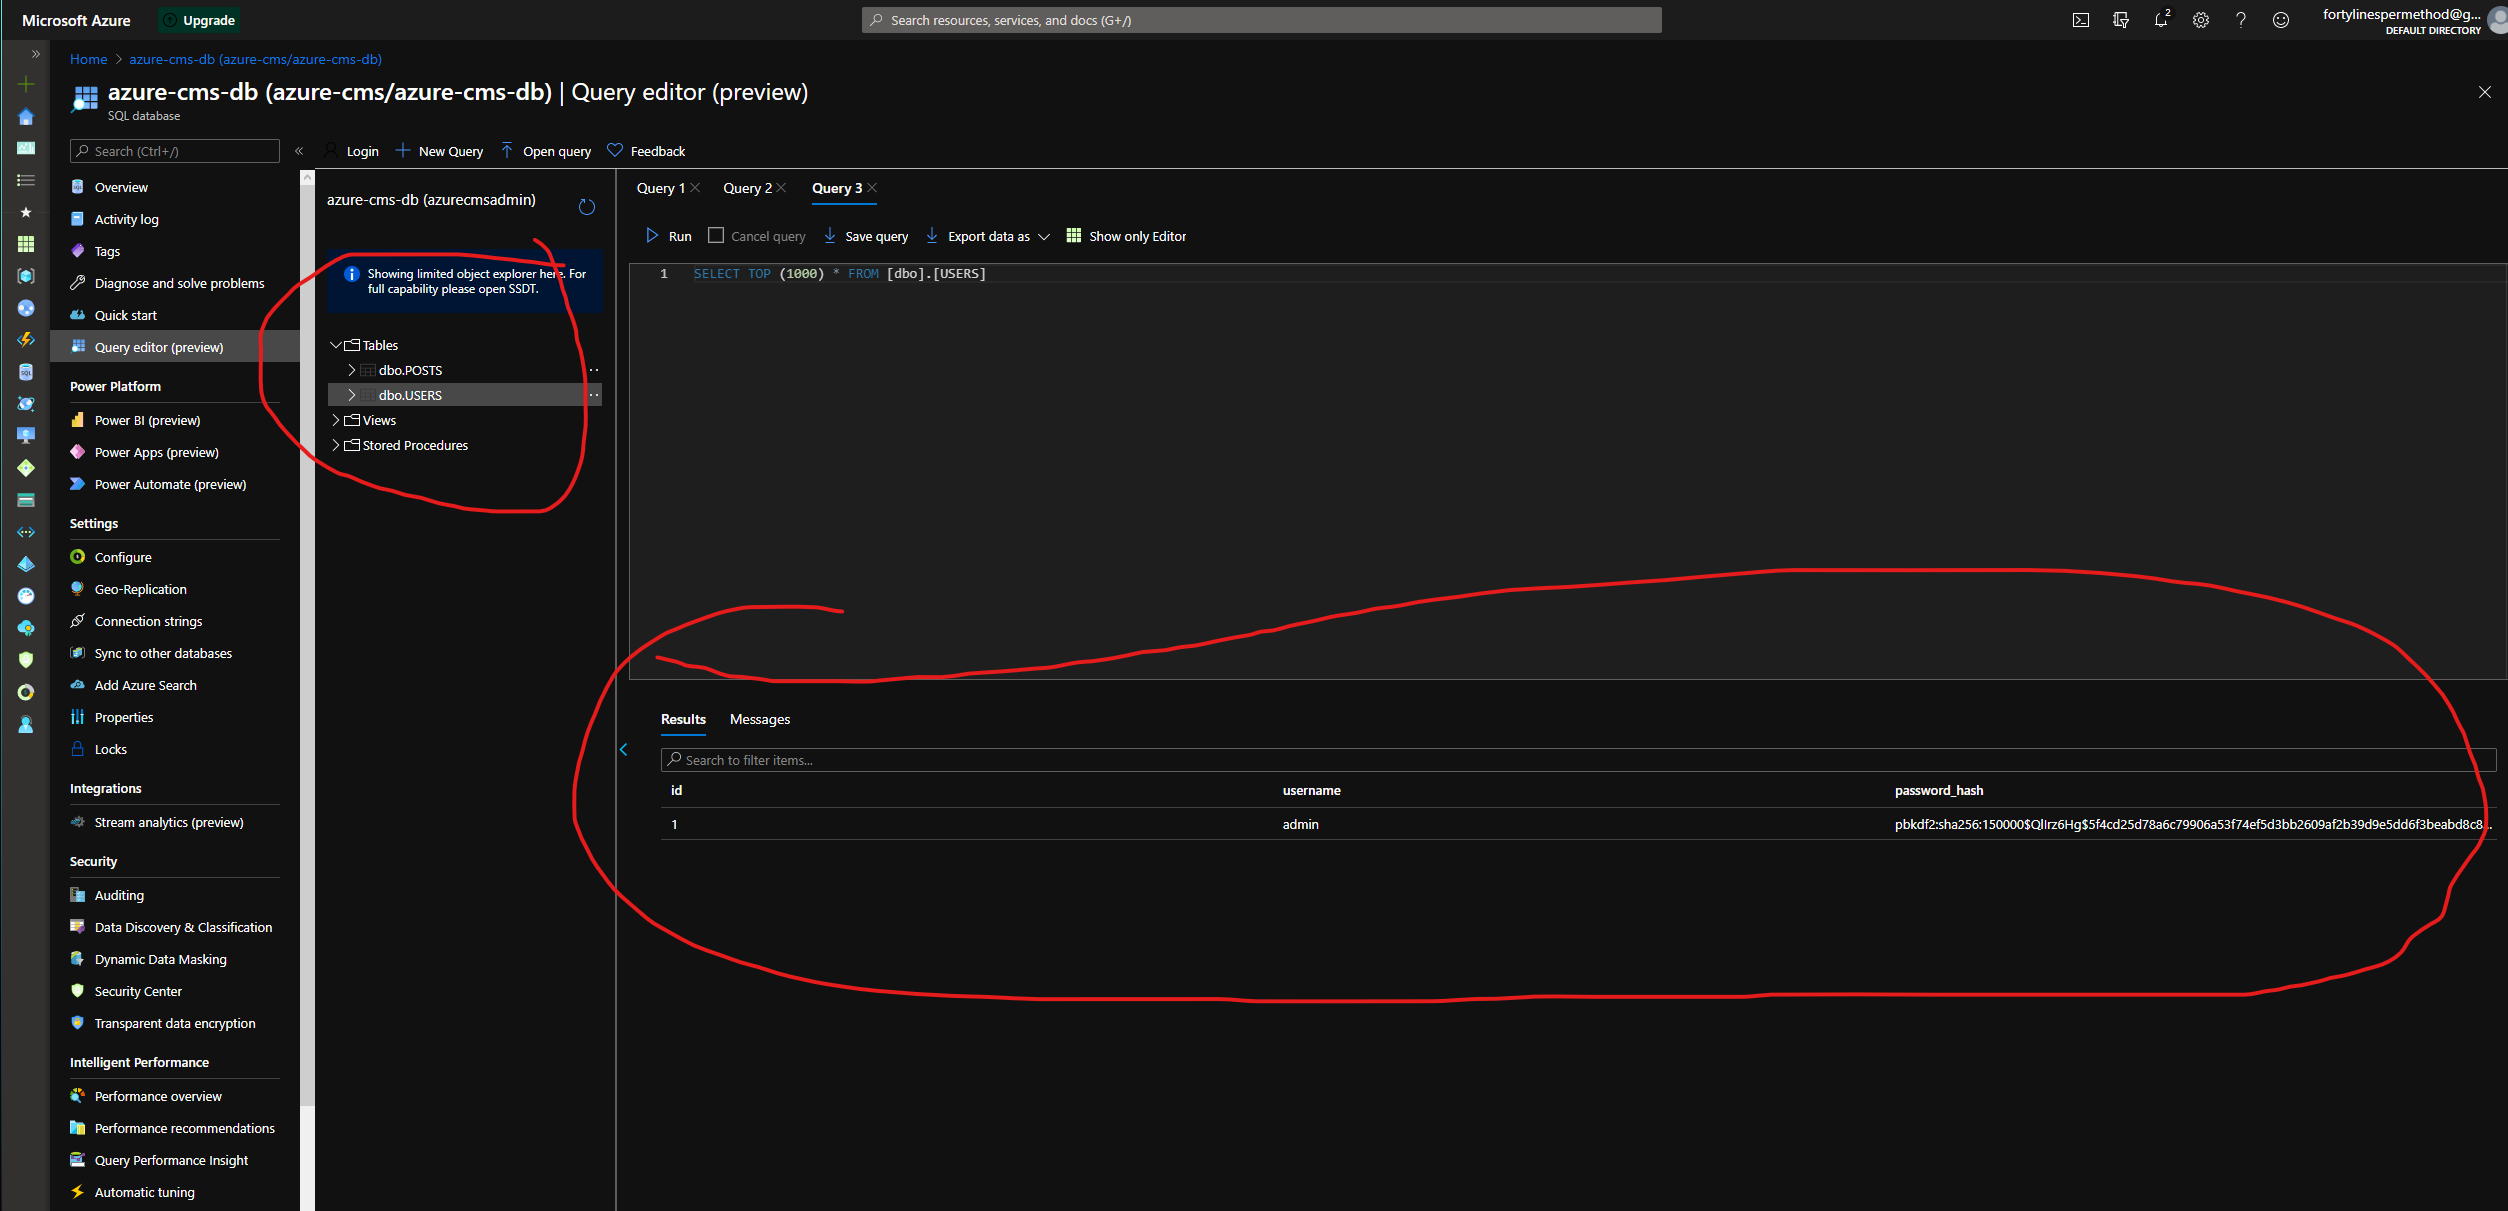 Microsoft Azure
Upgrade
Search resources, services, and docs (G+/)
2
fortylinespermethod@g...
DEFAULT DIRECTORY
Home > azure-cms-db (azure-cms/azure-cms-db)
azure-cms-db (azure-cms/azure-cms-db) | Query editor (preview)
SQL database
Search (Ctrl+/)
Login
New Query
Open query
Feedback
Overview
Activity log
Tags
Diagnose and solve problems
Quick start
Query editor (preview)
Power Platform
Power BI (preview)
Power Apps (preview)
Power Automate (preview)
Settings
Configure
Geo-Replication
Connection strings
Sync to other databases
Add Azure Search
Properties
Locks
Integrations
Stream analytics (preview)
Security
Auditing
Data Discovery & Classification
Dynamic Data Masking
Security Center
Transparent data encryption
Intelligent Performance
Performance overview
Performance recommendations
Query Performance Insight
Automatic tuning
azure-cms-db (azurecmsadmin)
Showing limited object explorer here. For
full capability please open SSDT.
Tables
dbo.POSTS
dbo.USERS
Views
Stored Procedures
Query 1
Query 2
Query 3
Run
Cancel query
Save query
Export data as
Show only Editor
1 SELECT TOP (1000) * FROM [dbo].[USERS]
Results
Messages
Search to filter items...
id username password_hash
1 admin pbkdf2:sha256:150000$QlIrz6Hg$5f4cd25d78a6c79906a53f74ef5d3bb2609af2b39d9e5dd6f3beabd8c8...